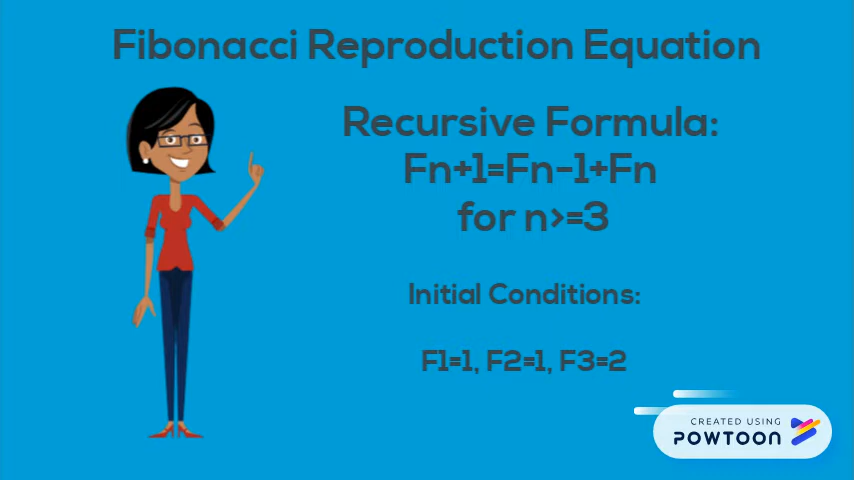 Fibonacci Reproduction Equation
Recursive Formula:
Fn+1=Fn-1+Fn
for n>=3
Initial Conditions:
F1=1, F2=1, F3=2
CREATED USING
POWTOON